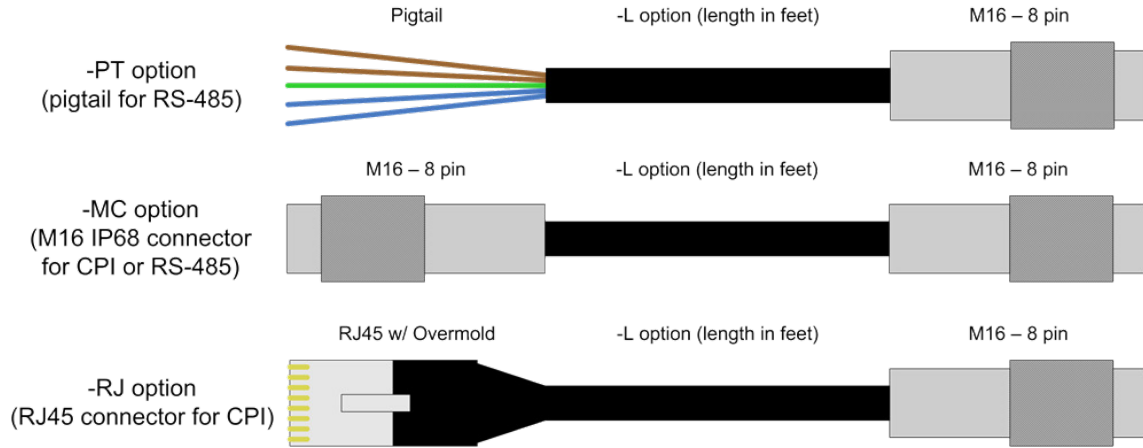 Pigtail
-L option (length in feet)
M16 – 8 pin
-PT option
(pigtail for RS-485)
M16 – 8 pin
-L option (length in feet)
M16 – 8 pin
-MC option
(M16 IP68 connector
for CPI or RS-485)
RJ45 w/ Overmold
-L option (length in feet)
M16 – 8 pin
-RJ option
(RJ45 connector for CPI)